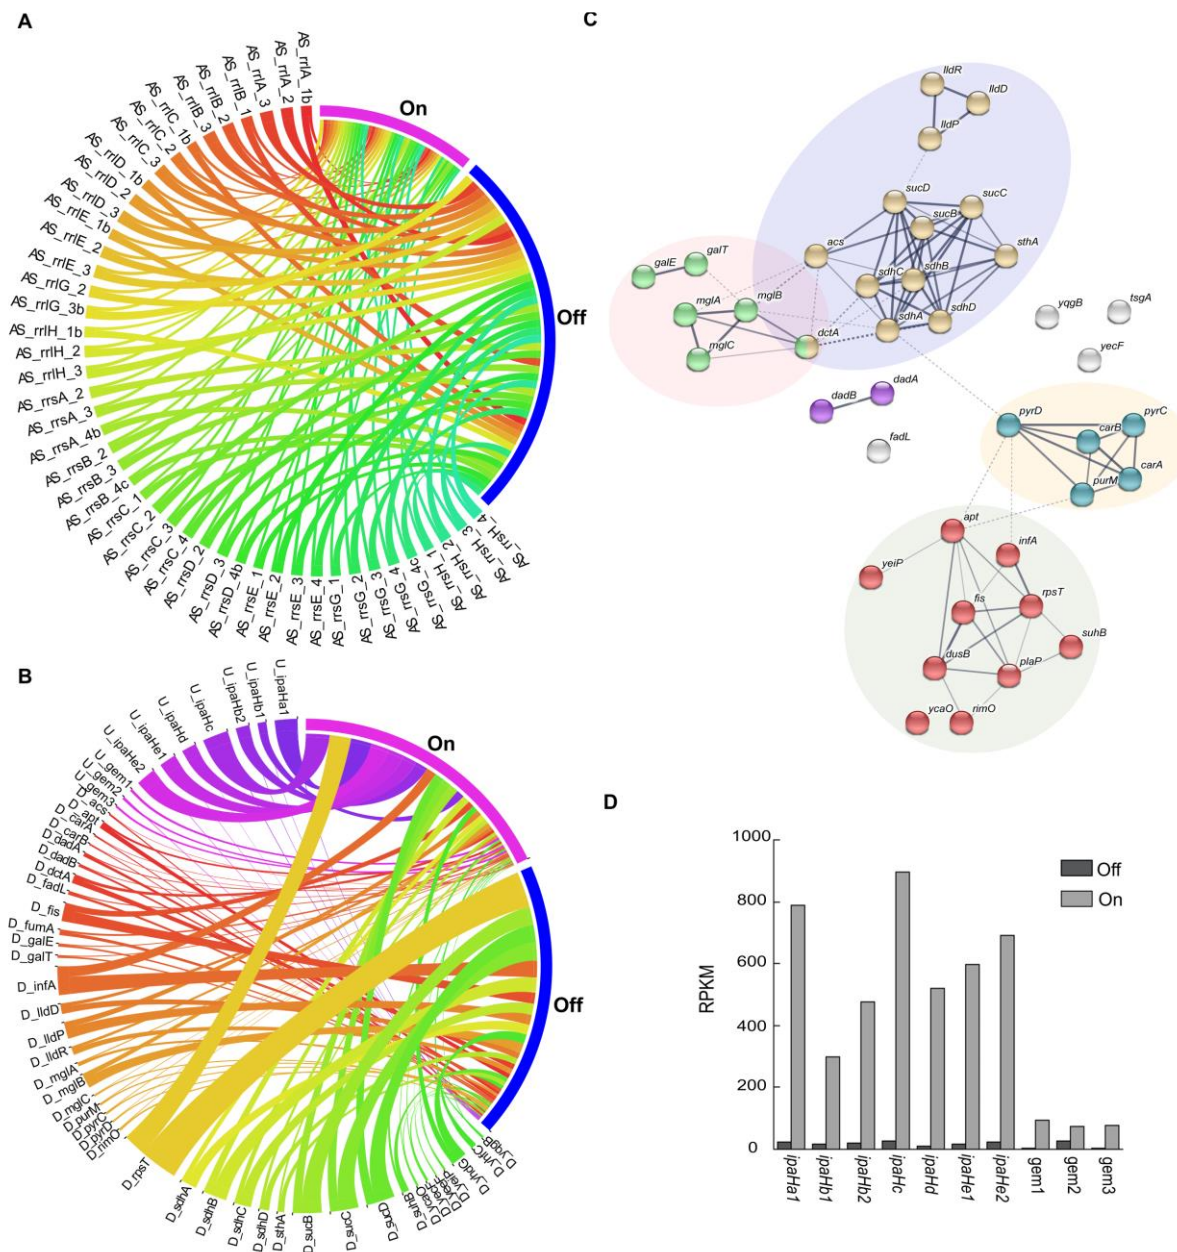 A
AS_rrlA_1b
AS_rrlA_2
AS_rrlA_3
AS_rrlB_1
AS_rrlB_2
AS_rrlB_3
AS_rrlC_1b
AS_rrlC_2
AS_rrlC_3
AS_rrlD_1b
AS_rrlD_2
AS_rrlD_3
AS_rrlE_1b
AS_rrlE_2
AS_rrlE_3
AS_rrlG_2
AS_rrlG_3b
AS_rrlH_1b
AS_rrlH_2
AS_rrlH_3
AS_rrsA_2
AS_rrsA_3
AS_rrsA_4b
AS_rrsB_2
AS_rrsB_3
AS_rrsB_4c
AS_rrsC_1
AS_rrsC_2
AS_rrsC_3
AS_rrsC_4
AS_rrsD_2
AS_rrsD_3
AS_rrsD_4b
AS_rrsE_1
AS_rrsE_2
AS_rrsE_3
AS_rrsE_4
AS_rrsG_1
AS_rrsG_2
AS_rrsG_3
AS_rrsG_4
AS_rrsG_4c
AS_rrsH_1
AS_rrsH_2
AS_rrsH_3
AS_rrsH_4
On
Off
B
U_ipaHa1
U_ipaHb1
U_ipaHb2
U_ipaHc
U_ipaHd
U_ipaHe1
U_ipaHe2
U_gem1
U_gem2
U_gem3
D_acs
D_apt
D_carA
D_carB
D_dadA
D_dadB
D_dctA
D_fadL
D_fis
D_fumA
D_galE
D_galT
D_infA
D_lldD
D_lldP
D_lldR
D_mglA
D_mglB
D_mglC
D_purM
D_pyrC
D_pyrD
D_rimO
D_rpsT
D_sdhA
D_sdhB
D_sdhC
D_sdhD
D_sthA
D_sucB
D_sucC
D_sucD
D_suhB
D_ycaO
D_yecF
D_yeiP
D_yhdG
D_yhfC
D_yqgB
On
Off
C
lldR
lldD
lldP
sucD
sucC
sucB
acs
sthA
galT
galE
sdhC
sdhB
mglA
mglB
sdhA
sdhD
mglC
dctA
yqgB
tsgA
yecF
dadA
dadB
fadL
pyrD
pyrC
carB
carA
purM
apt
infA
yeiP
fis
rpsT
suhB
dusB
plaP
ycaO
rimO
D
1000
800
600
400
200
0
RPKM
Off
On
ipaHa1
ipaHb1
ipaHb2
ipaHc
ipaHd
ipaHe1
ipaHe2
gem1
gem2
gem3